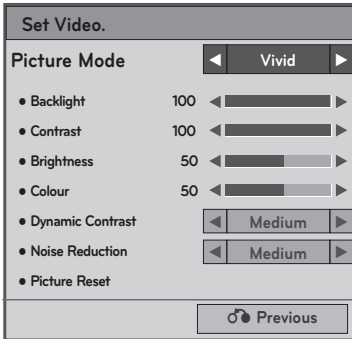 Set Video.
Picture Mode ◀ Vivid ▶
● Backlight 100
● Contrast 100
● Brightness 50
● Colour 50
● Dynamic Contrast ◀ Medium ▶
● Noise Reduction ◀ Medium ▶
● Picture Reset
Previous